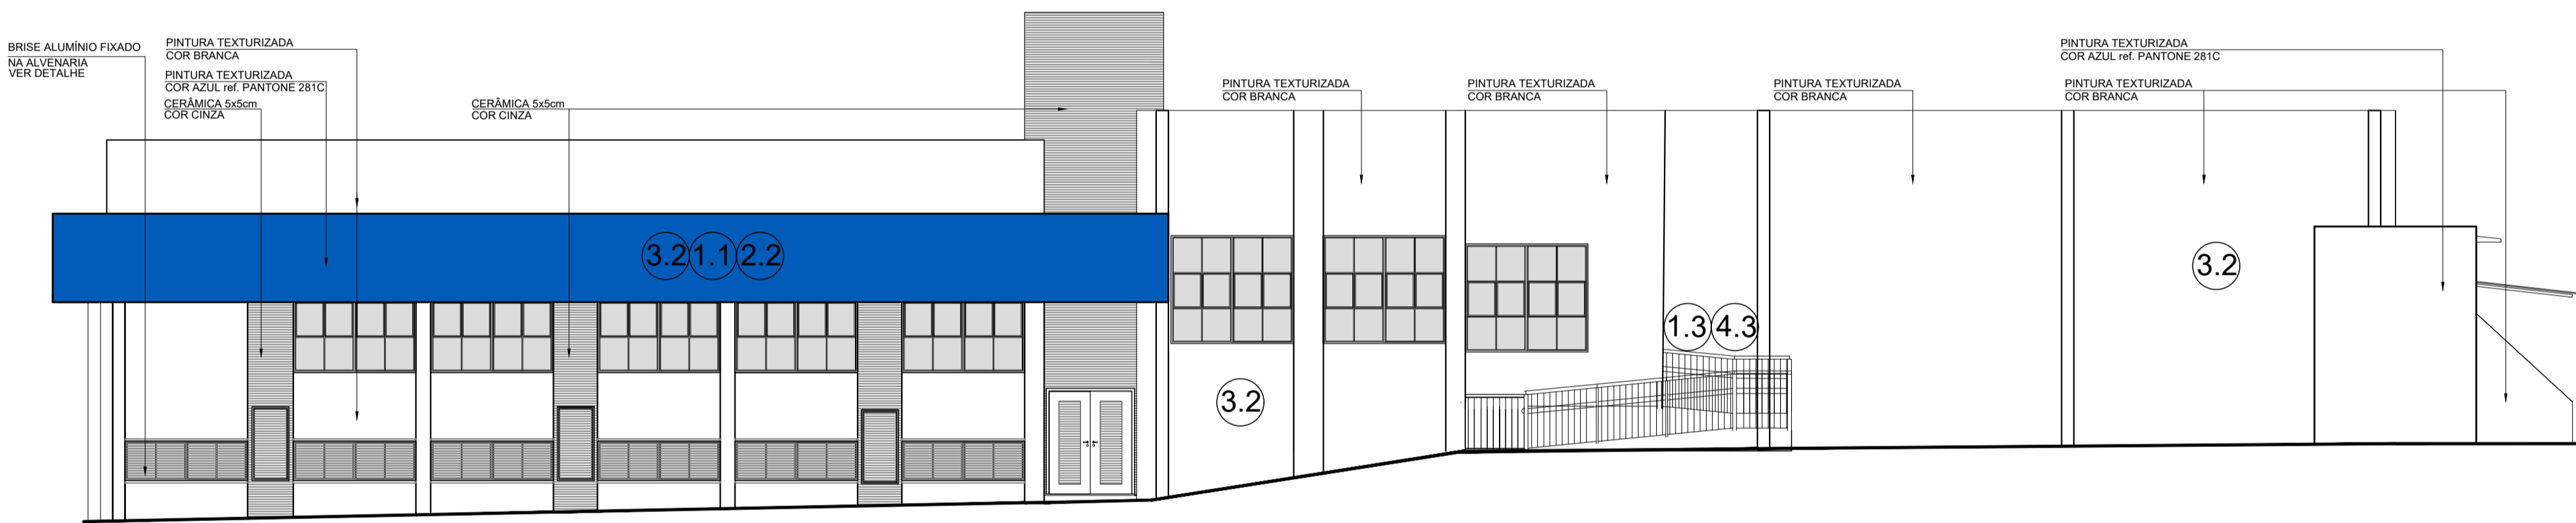 BRISE ALUMÍNIO FIXADO
NA ALVENARIA
VER DETALHE
PINTURA TEXTURIZADA
COR BRANCA
PINTURA TEXTURIZADA
COR AZUL ref. PANTONE 281C
CERÂMICA 5x5cm
COR CINZA
CERÂMICA 5x5cm
COR CINZA
PINTURA TEXTURIZADA
COR BRANCA
PINTURA TEXTURIZADA
COR BRANCA
PINTURA TEXTURIZADA
COR BRANCA
PINTURA TEXTURIZADA
COR AZUL ref. PANTONE 281C
PINTURA TEXTURIZADA
COR BRANCA
3.2 1.1 2.2
3.2
1.3 4.3
3.2